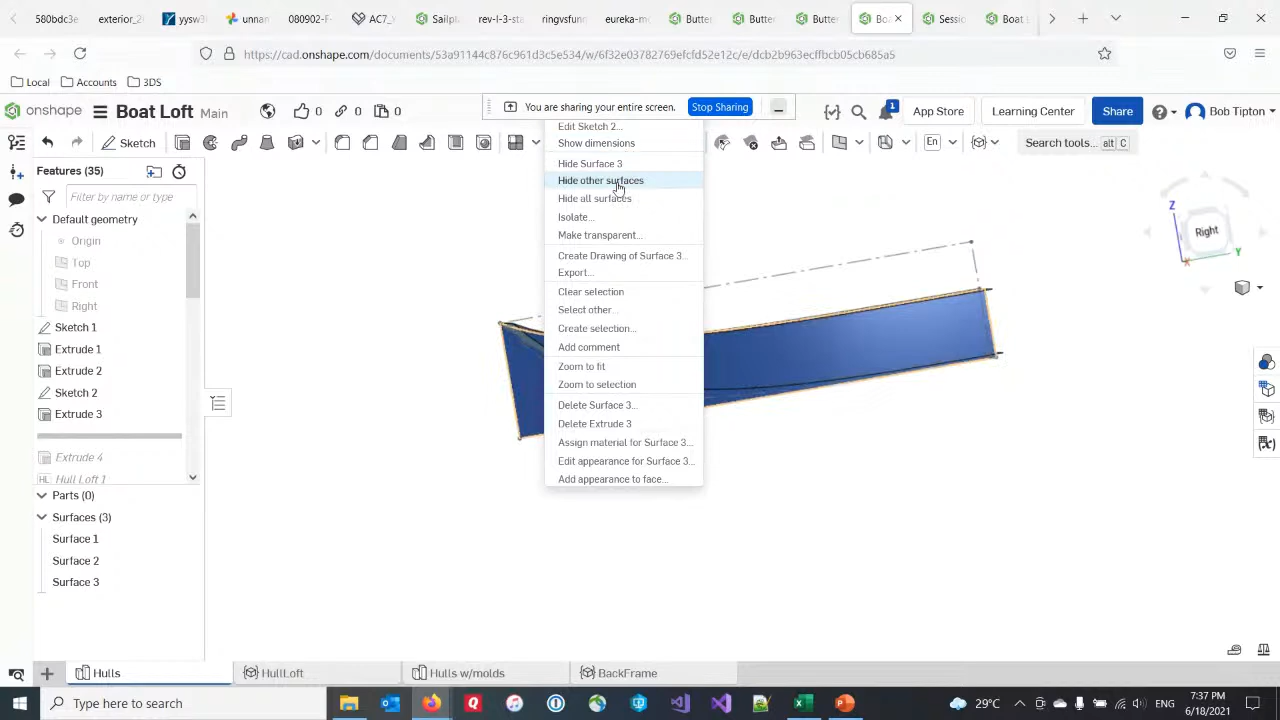 580bdc3e
exterior_2
yysw3
unnan
080902-F
AC7_
Sailpla
rev-l-3-sta
ringsvfunn
eureka-mo
Butter
Butter
Butter
Boa
Sessio
Boat L
https://cad.onshape.com/documents/53a91144c876c961d3c5e534/w/6f32e03782769efcfd52e12c/e/dcb2b963ecffbcb05cb685a5
Local
Accounts
3DS
onshape
Boat Loft Main
0
0
0
You are sharing your entire screen.
Stop Sharing
1
App Store
Learning Center
Share
Bob Tipton
Sketch
En
Search tools... alt C
Features (35)
Filter by name or type
Default geometry
Origin
Top
Front
Right
Sketch 1
Extrude 1
Extrude 2
Sketch 2
Extrude 3
Extrude 4
HL Hull Loft 1
Parts (0)
Surfaces (3)
Surface 1
Surface 2
Surface 3
Edit Sketch 2...
Show dimensions
Hide Surface 3
Hide other surfaces
Hide all surfaces
Isolate...
Make transparent...
Create Drawing of Surface 3...
Export...
Clear selection
Select other...
Create selection...
Add comment
Zoom to fit
Zoom to selection
Delete Surface 3...
Delete Extrude 3
Assign material for Surface 3...
Edit appearance for Surface 3...
Add appearance to face...
Z
Right
Y
X
(x)
Hulls
HullLoft
Hulls w/molds
BackFrame
Type here to search
29°C
ENG
7:37 PM
6/18/2021